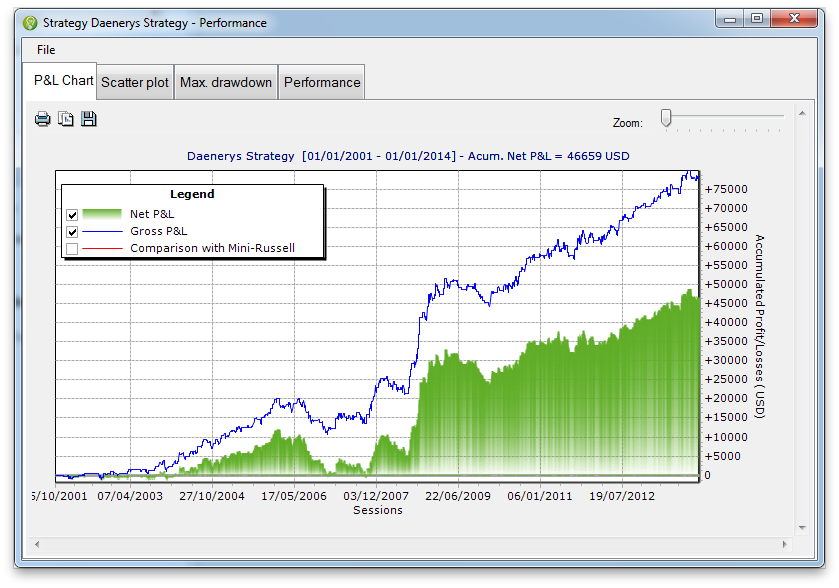 Strategy Daenerys Strategy - Performance
File
P&L Chart
Scatter plot
Max. drawdown
Performance
Zoom:
Daenerys Strategy [01/01/2001 - 01/01/2014] - Acum. Net P&L = 46659 USD
Legend
Net P&L
Gross P&L
Comparison with Mini-Russell
+75000
+70000
+65000
+60000
+55000
+50000
+45000
+40000
+35000
+30000
+25000
+20000
+15000
+10000
+5000
0
Accumulated Profit/Losses ( USD)
5/10/2001 07/04/2003 27/10/2004 17/05/2006 03/12/2007 22/06/2009 06/01/2011 19/07/2012
Sessions